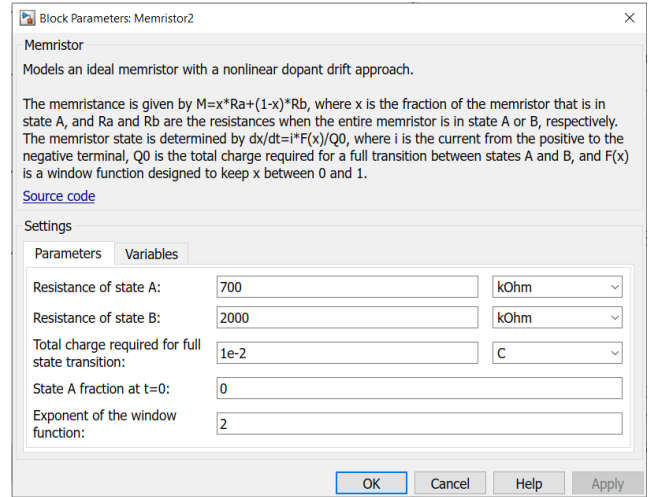 Block Parameters: Memristor2
Memristor
Models an ideal memristor with a nonlinear dopant drift approach.
The memristance is given by M=x*Ra+(1-x)*Rb, where x is the fraction of the memristor that is in
state A, and Ra and Rb are the resistances when the entire memristor is in state A or B, respectively.
The memristor state is determined by dx/dt=i*F(x)/Q0, where i is the current from the positive to the
negative terminal, Q0 is the total charge required for a full transition between states A and B, and F(x)
is a window function designed to keep x between 0 and 1.
Source code
Settings
Parameters Variables
Resistance of state A: 700 kOhm
Resistance of state B: 2000 kOhm
Total charge required for full
state transition: 1e-2 C
State A fraction at t=0: 0
Exponent of the window
function: 2
OK Cancel Help Apply